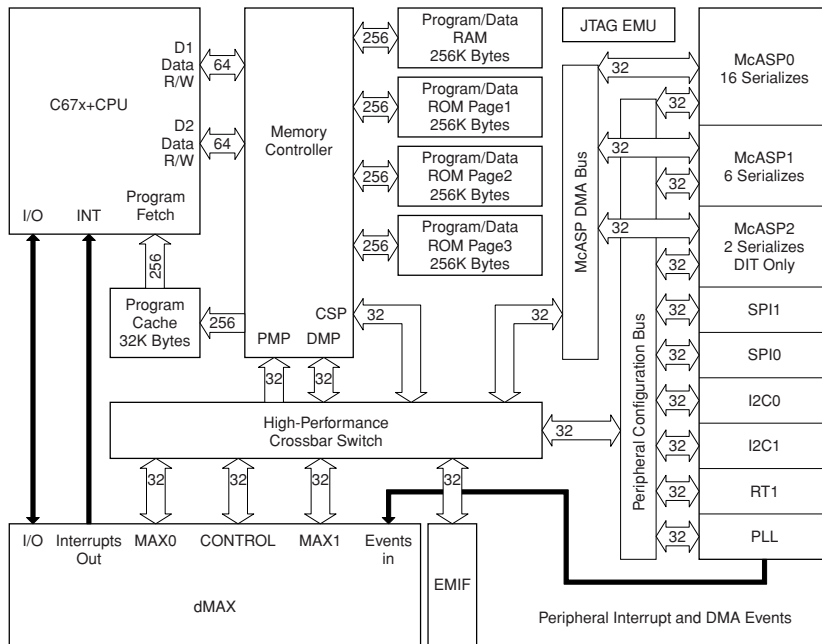 D1
Data
R/W
64
C67x+CPU
D2
Data
R/W
64
I/O
INT
Program
Fetch
256
Program
Cache
32K Bytes
256
Memory
Controller
CSP
32
PMP
DMP
32
32
256
Program/Data
RAM
256K Bytes
256
Program/Data
ROM Page1
256K Bytes
256
Program/Data
ROM Page2
256K Bytes
256
Program/Data
ROM Page3
256K Bytes
JTAG EMU
McASP DMA Bus
32
Peripheral Configuration Bus
32
32
McASP0
16 Serializes
32
32
McASP1
6 Serializes
32
32
McASP2
2 Serializes
DIT Only
32
32
SPI1
32
SPI0
32
I2C0
32
I2C1
32
RT1
32
PLL
High-Performance
Crossbar Switch
32
32
32
32
I/O
Interrupts
Out
MAX0
CONTROL
MAX1
Events
in
dMAX
EMIF
Peripheral Interrupt and DMA Events